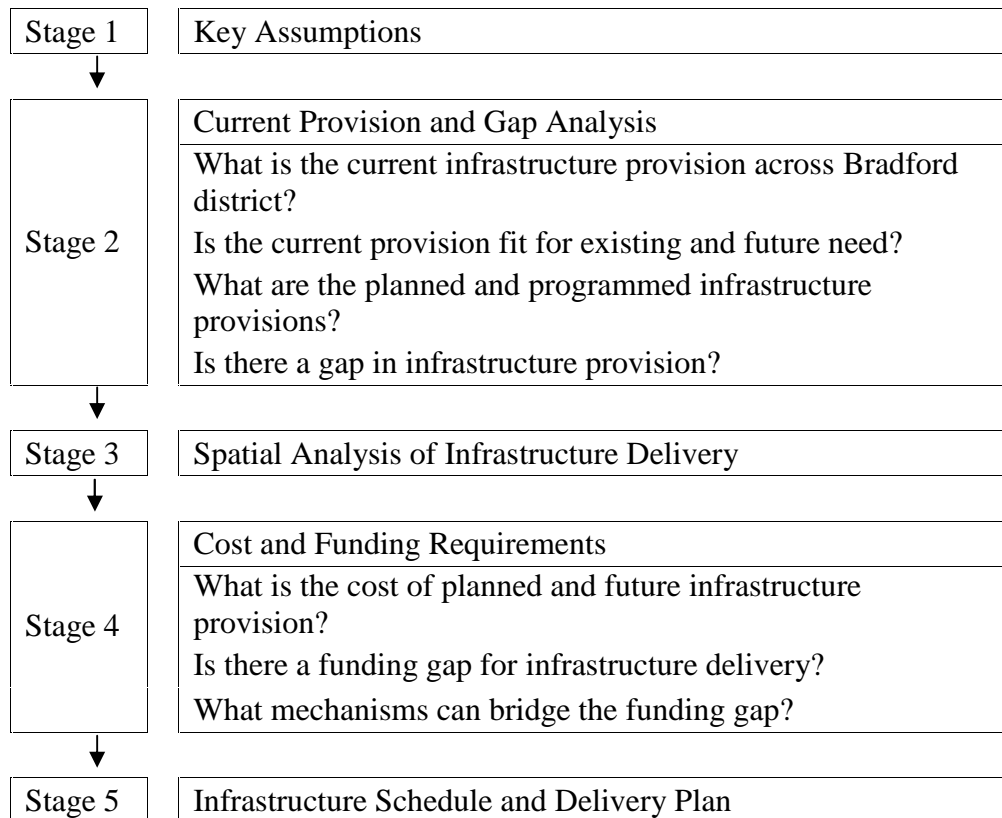 Stage 1
Key Assumptions
Current Provision and Gap Analysis
What is the current infrastructure provision across Bradford
district?
Stage 2
Is the current provision fit for existing and future need?
What are the planned and programmed infrastructure
provisions?
Is there a gap in infrastructure provision?
Stage 3
Spatial Analysis of Infrastructure Delivery
Cost and Funding Requirements
What is the cost of planned and future infrastructure
provision?
Stage 4
Is there a funding gap for infrastructure delivery?
What mechanisms can bridge the funding gap?
Stage 5
Infrastructure Schedule and Delivery Plan